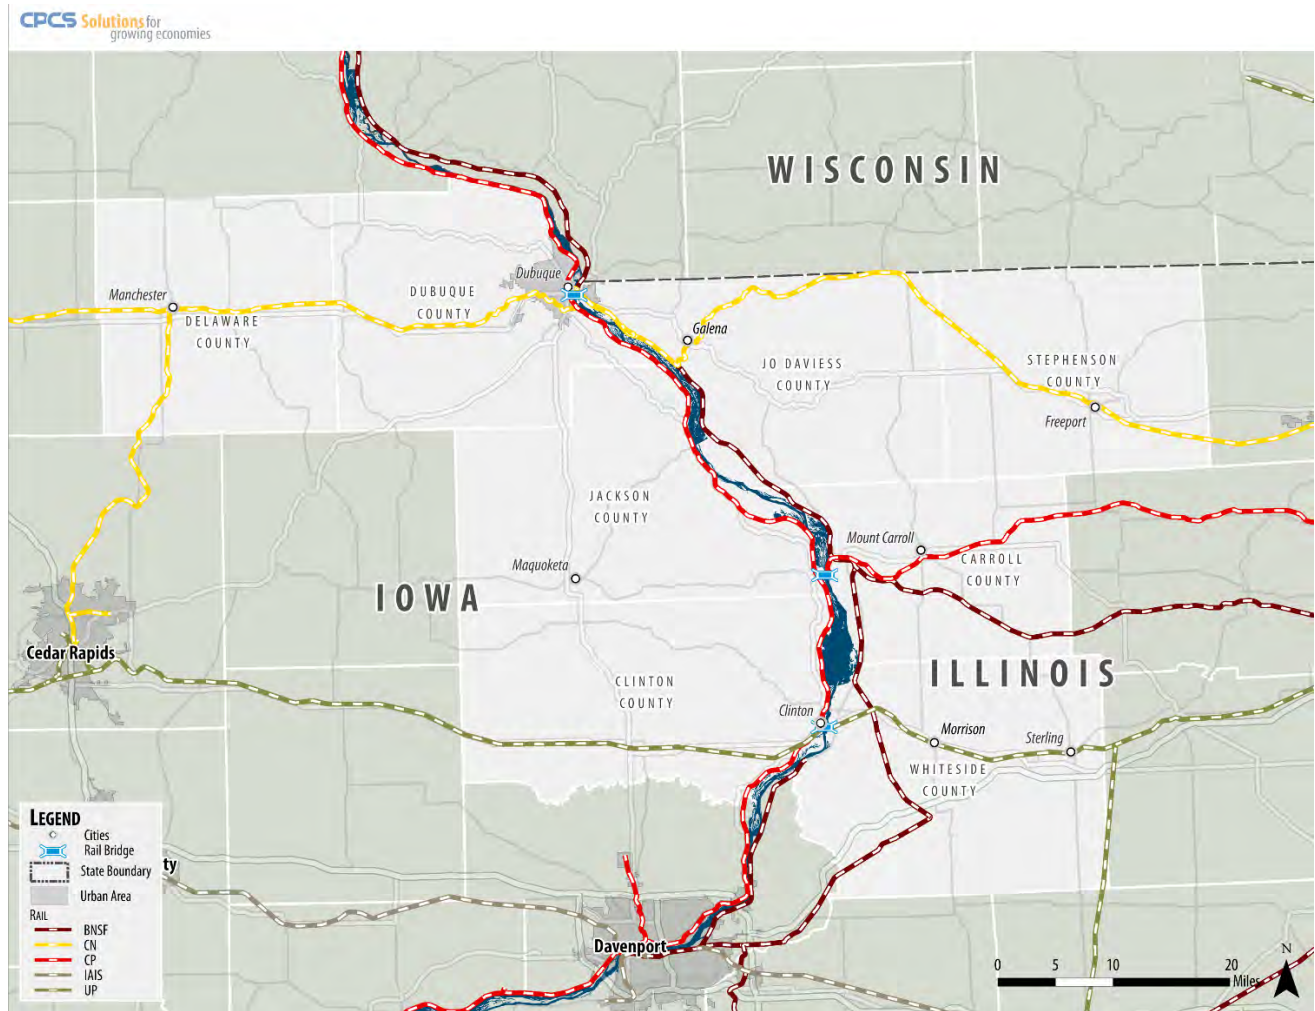 CPCS Solutions for
growing economies
WISCONSIN
Dubuque
Manchester
DUBUQUE
COUNTY
DELAWARE
COUNTY
Galena
JO DAVIESS
COUNTY
STEPHENSON
COUNTY
Freeport
JACKSON
COUNTY
Mount Carroll
CARROLL
COUNTY
Maquoketa
IOWA
Cedar Rapids
ILLINOIS
CLINTON
COUNTY
Clinton
Morrison
Sterling
WHITESIDE
COUNTY
LEGEND
Cities
Rail Bridge
State Boundary
Urban Area
RAIL
BNSF
CN
CP
IAIS
UP
ty
Davenport
N
0 5 10 20
Miles